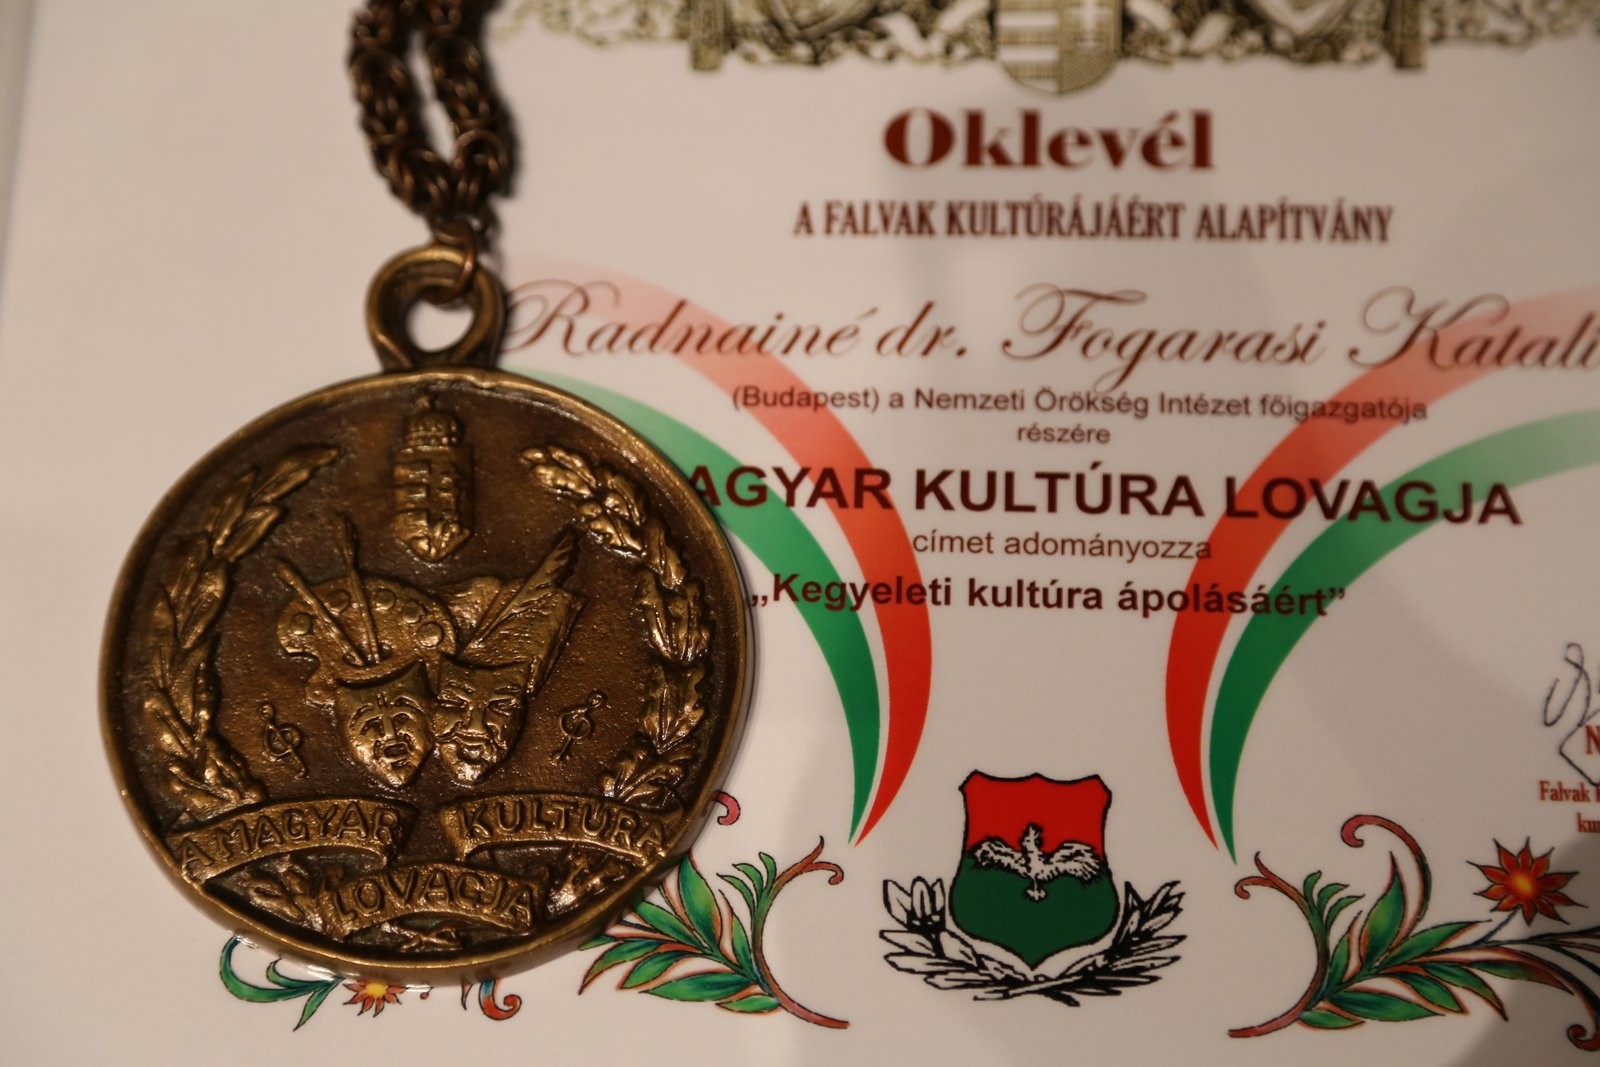 Oklevél
A FALVAK KULTÚRÁJÁÉRT ALAPÍTVÁNY
Radnainé dr. Fogarasi Katali
(Budapest) a Nemzeti Örökség Intézet főigazgatója
részére
AGYAR KULTÚRA LOVAGJA
címet adományozza
„Kegyeleti kultúra ápolásáért”
A MAGYAR KULTÚRA
LOVAGJA
N
Falvak